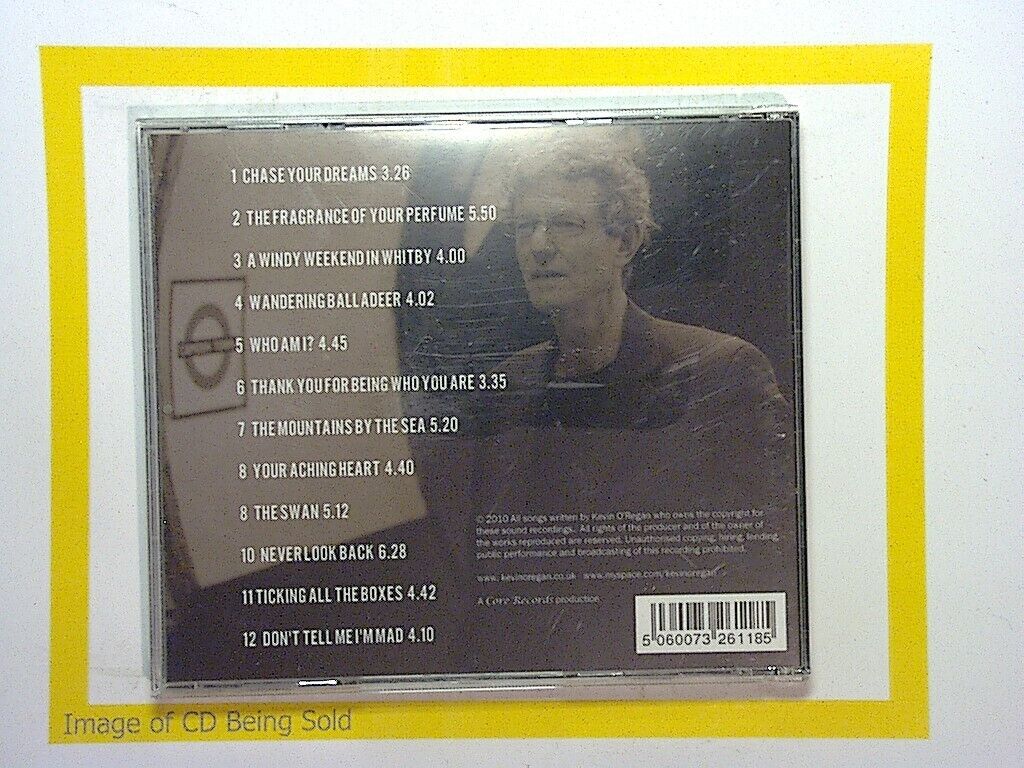 1 CHASE YOUR DREAMS 3.26
2 THE FRAGRANCE OF YOUR PERFUME 5.50
3 A WINDY WEEKEND IN WHITBY 4.00
4 WANDERING BALLADEER 4.02
5 WHO AM I? 4.45
6 THANK YOU FOR BEING WHO YOU ARE 3.35
7 THE MOUNTAINS BY THE SEA 5.20
8 YOUR ACHING HEART 4.40
8 THE SWAN 5.12
10 NEVER LOOK BACK 6.28
11 TICKING ALL THE BOXES 4.42
12 DON'T TELL ME I'M MAD 4.10
© 2010 All songs written by Kevin O'Regan who owns the copyright for
these sound recordings. All rights of the producer and of the owner of
the works reproduced are reserved. Unauthorised copying, hiring, lending,
public performance and broadcasting of this recording prohibited.
www.kevinoregan.co.uk www.myspace.com/kevinoregan
A Core Records production
5 060073 261185
Image of CD Being Sold